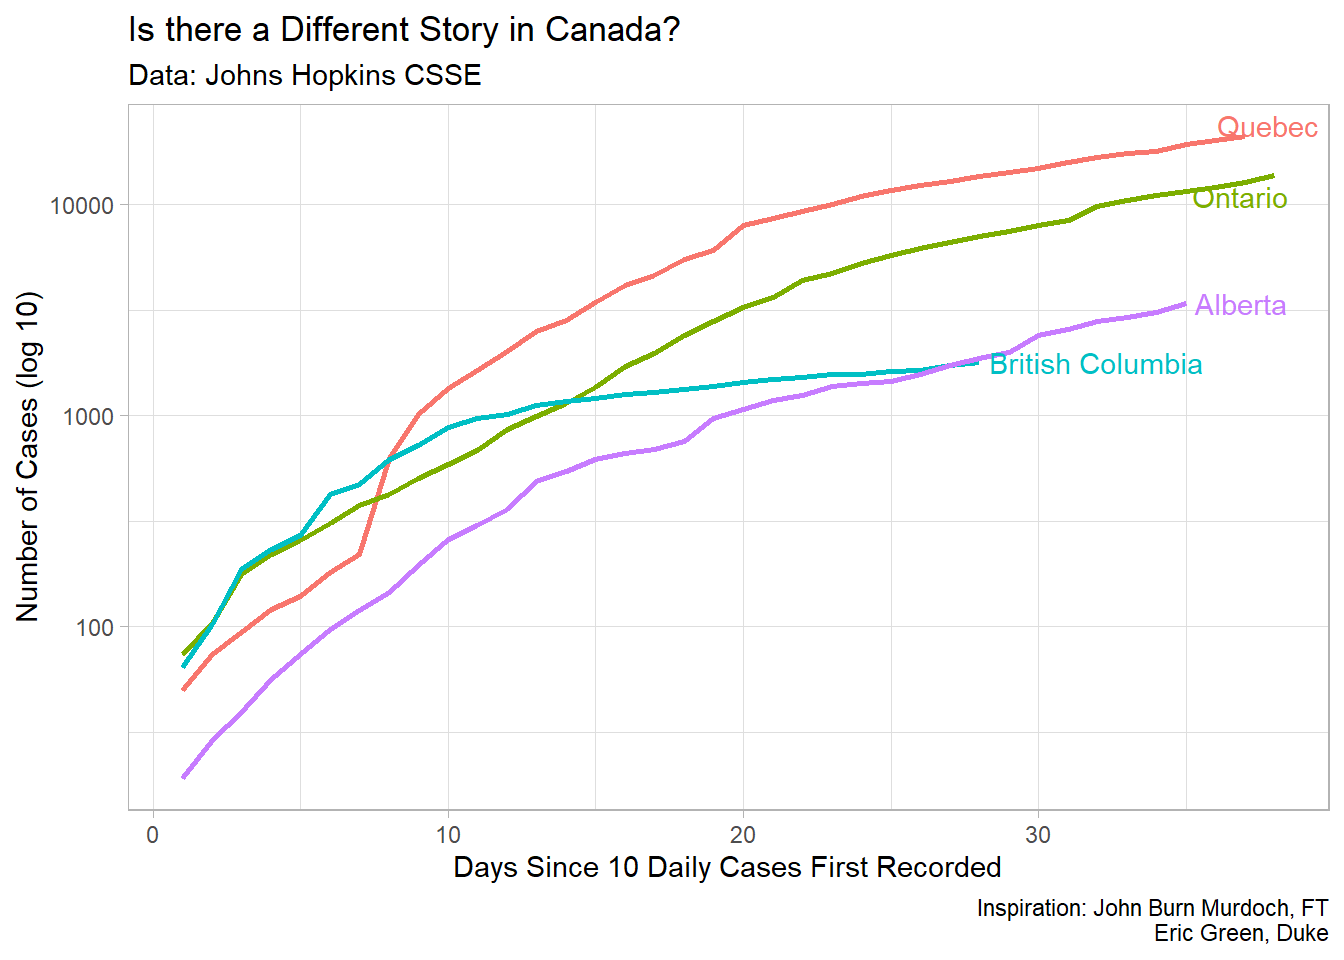 Is there a Different Story in Canada?
Data: Johns Hopkins CSSE
Quebec
10000
Ontario
Alberta
British Columbia
1000
100
Number of Cases (log 10)
0 10 20 30
Days Since 10 Daily Cases First Recorded
Inspiration: John Burn Murdoch, FT
Eric Green, Duke